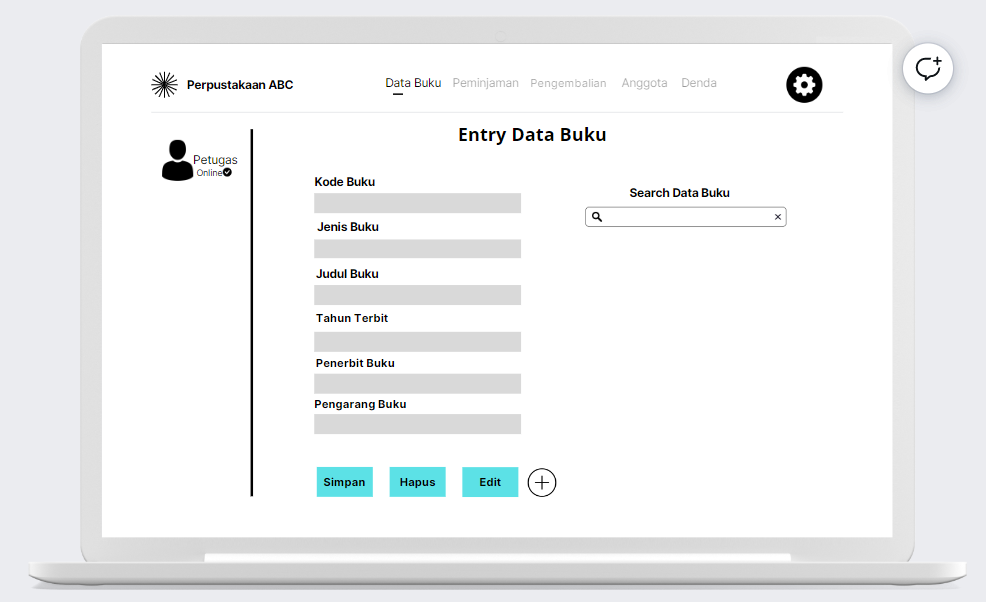 Perpustakaan ABC
Data Buku Peminjaman Pengembalian Anggota Denda
Entry Data Buku
Petugas
Online
Kode Buku
Search Data Buku
Jenis Buku
Judul Buku
Tahun Terbit
Penerbit Buku
Pengarang Buku
Simpan Hapus Edit